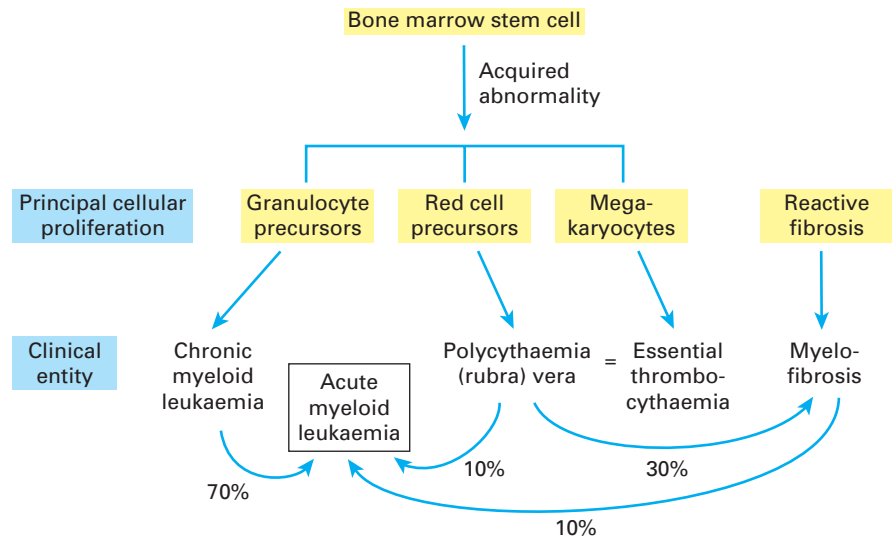 Bone marrow stem cell
Acquired
abnormality
Principal cellular
proliferation
Granulocyte
precursors
Red cell
precursors
Mega-
karyocytes
Reactive
fibrosis
Clinical
entity
Chronic
myeloid
leukaemia
Acute
myeloid
leukaemia
Polycythaemia
(rubra) vera
=
Essential
thrombo-
cythaemia
Myelo-
fibrosis
70%
10%
30%
10%